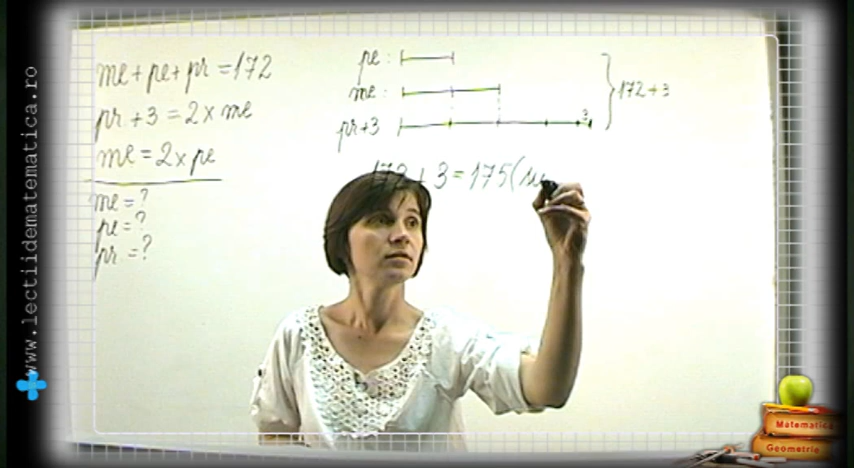 me + pe + pr = 172
pr + 3 = 2 x me
me = 2 x pe
me = ?
pe = ?
pr = ?
pe :
me :
pr+3
3
172 + 3
172 + 3 = 175 (
www.lectiidematematica.ro
Matematica
Geometrie